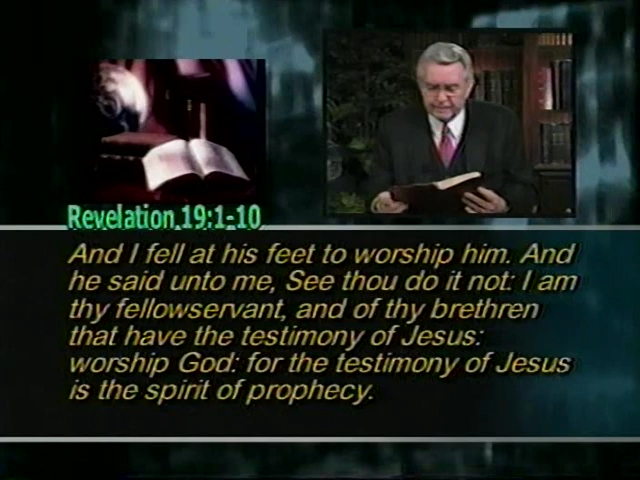 Revelation 19:1-10
And I fell at his feet to worship him. And
he said unto me, See thou do it not: I am
thy fellowservant, and of thy brethren
that have the testimony of Jesus:
worship God: for the testimony of Jesus
is the spirit of prophecy.